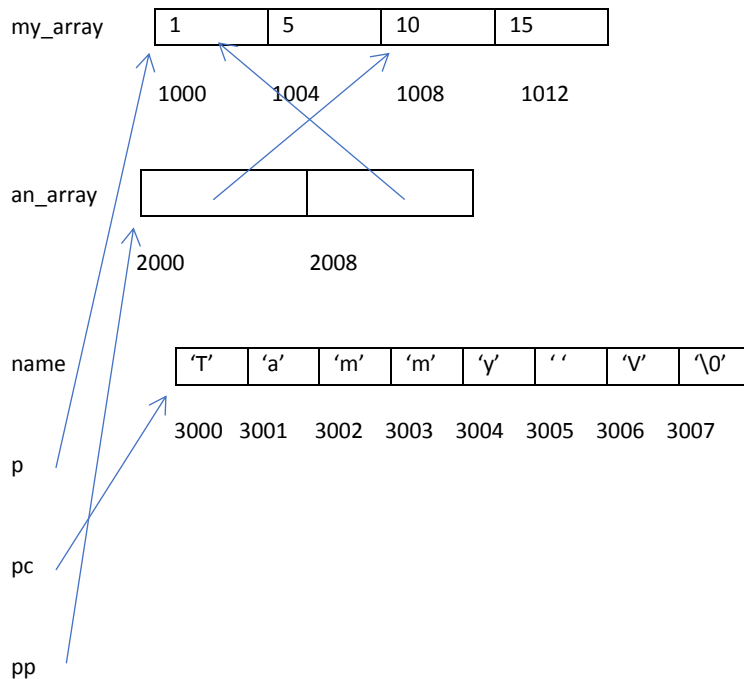 my_array 1 5 10 15
1000 1004 1008 1012
an_array
2000 2008
name ‘T’ ‘a’ ‘m’ ‘m’ ‘y’ ‘ ‘ ‘V’ ‘\0’
3000 3001 3002 3003 3004 3005 3006 3007
p
pc
pp